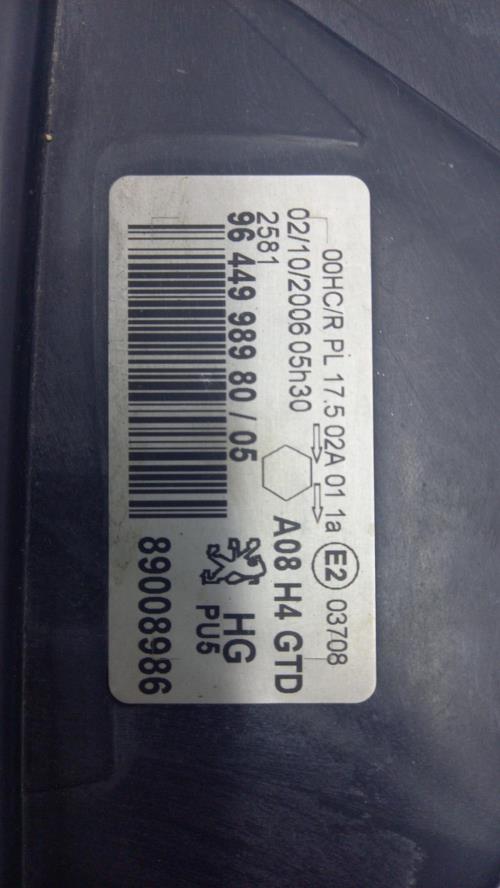 00HC/R PL 17.5 02A 01 1a E2 03708
02/10/2006 05h30
A08 H4 GTD
2581
96 449 989 80 / 05
HG
PU5
89008986